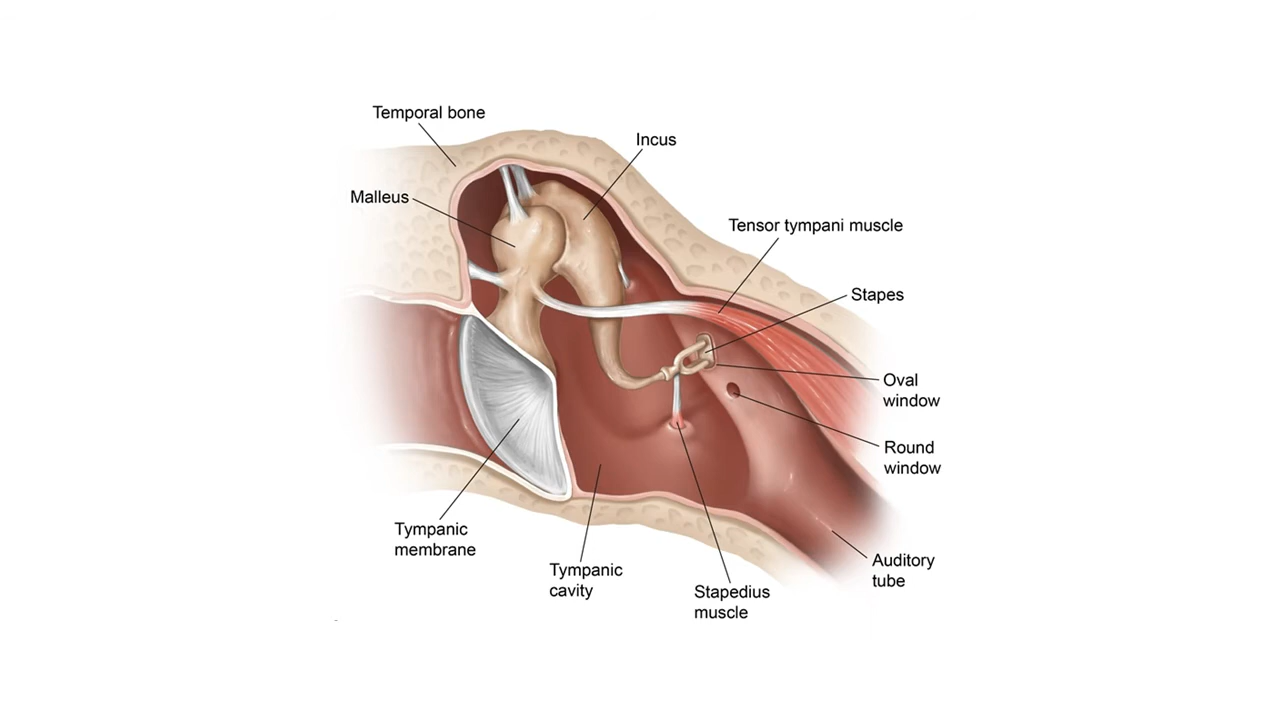 Temporal bone
Incus
Malleus
Tensor tympani muscle
Stapes
Oval
window
Round
window
Tympanic
membrane
Auditory
tube
Tympanic
cavity
Stapedius
muscle